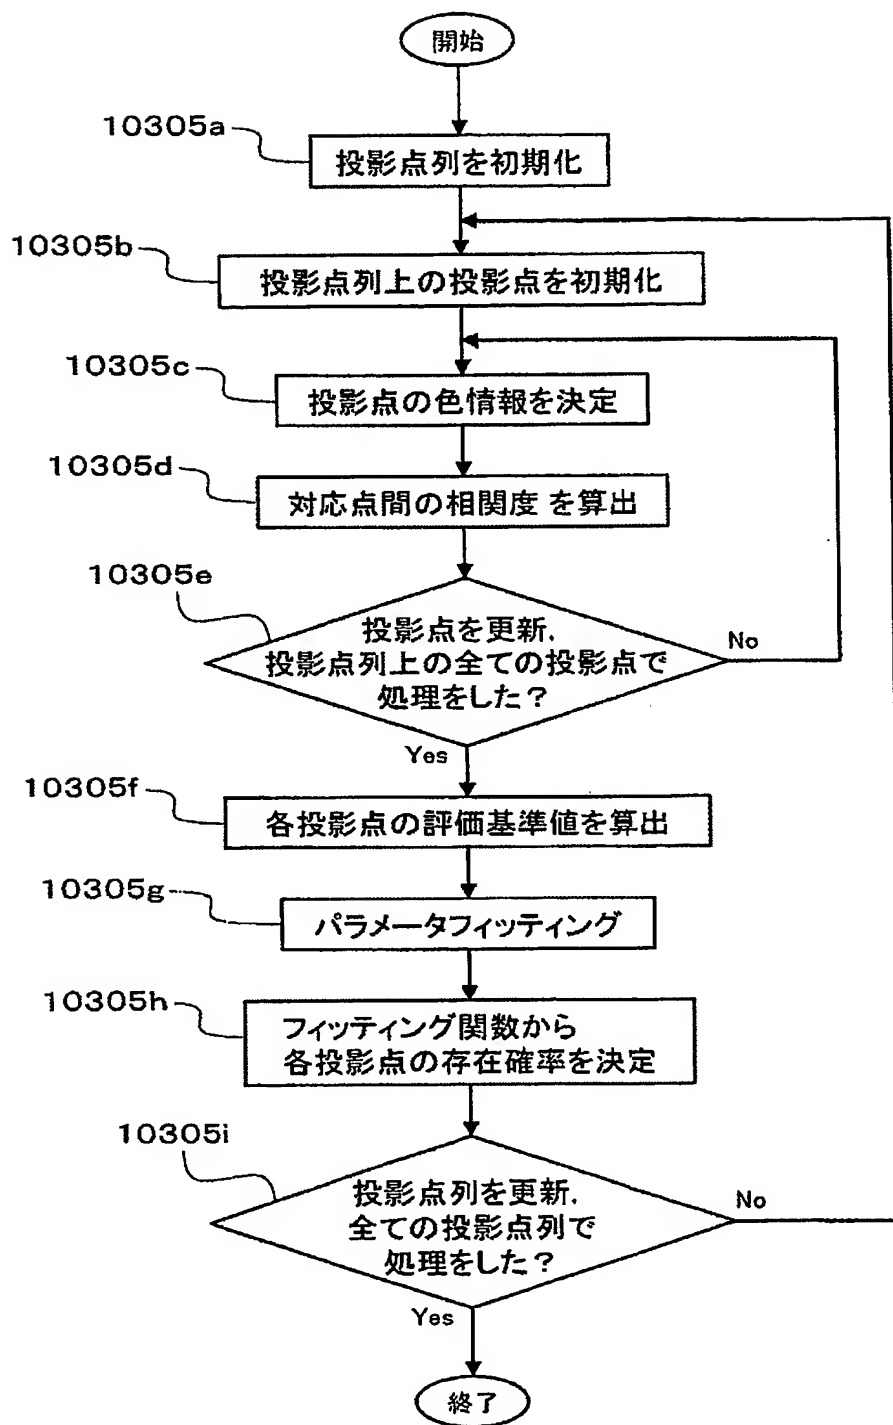 開始
10305a
投影点列を初期化
10305b
投影点列上の投影点を初期化
10305c
投影点の色情報を決定
10305d
対応点間の相関度 を算出
10305e
投影点を更新.
投影点列上の全ての投影点で
処理をした？
No
Yes
10305f
各投影点の評価基準値を算出
10305g
パラメータフィッティング
10305h
フィッティング関数から
各投影点の存在確率を決定
10305i
投影点列を更新.
全ての投影点列で
処理をした？
No
Yes
終了